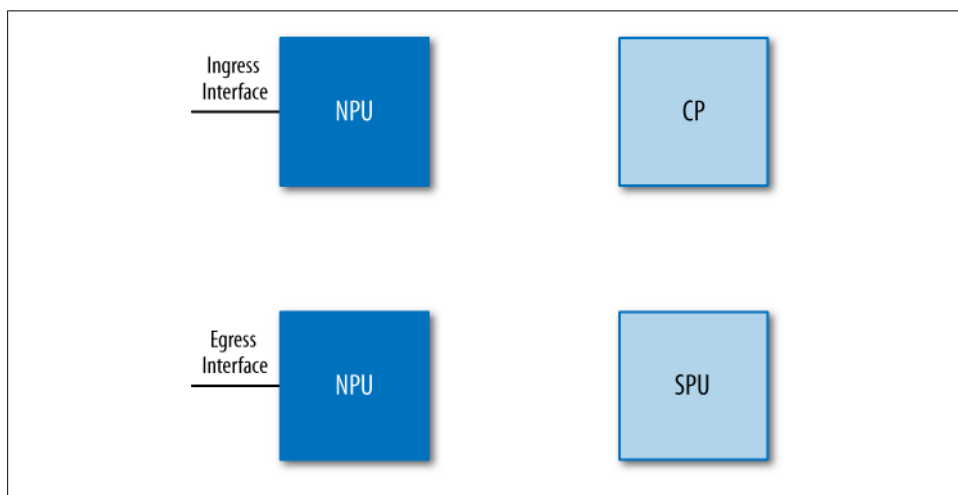 Ingress
Interface
NPU
CP
Egress
Interface
NPU
SPU